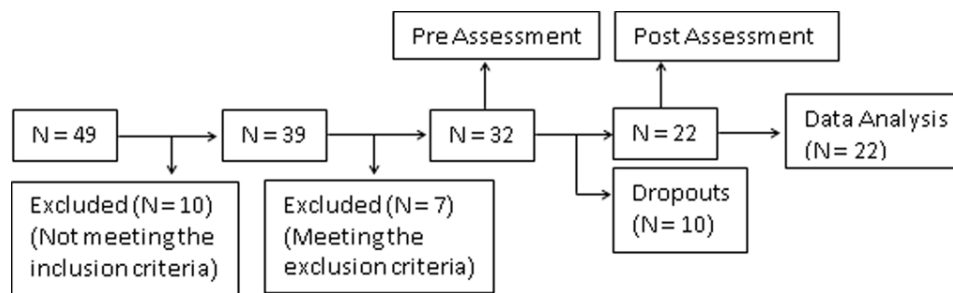 Pre Assessment
Post Assessment
N = 49
N = 39
N = 32
N = 22
Data Analysis
(N = 22)
Excluded (N = 10)
(Not meeting the
inclusion criteria)
Excluded (N = 7)
(Meeting the
exclusion criteria)
Dropouts
(N = 10)